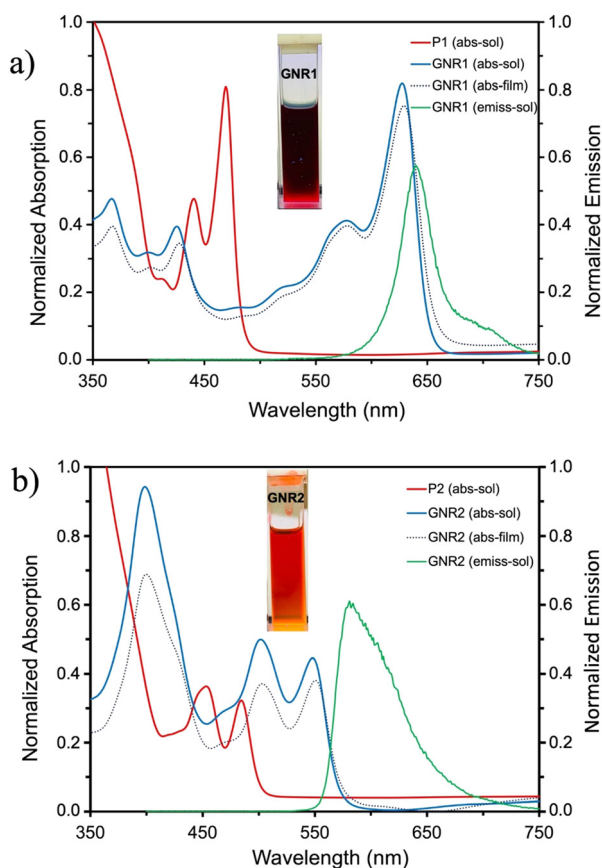 a)
1.0
0.8
0.6
0.4
0.2
0.0
Normalized Absorption
GNR1
P1 (abs-sol)
GNR1 (abs-sol)
GNR1 (abs-film)
GNR1 (emiss-sol)
1.0
0.8
0.6
0.4
0.2
0.0
Normalized Emission
350 450 550 650 750
Wavelength (nm)
b)
1.0
0.8
0.6
0.4
0.2
0.0
Normalized Absorption
GNR2
P2 (abs-sol)
GNR2 (abs-sol)
GNR2 (abs-film)
GNR2 (emiss-sol)
1.0
0.8
0.6
0.4
0.2
0.0
Normalized Emission
350 450 550 650 750
Wavelength (nm)